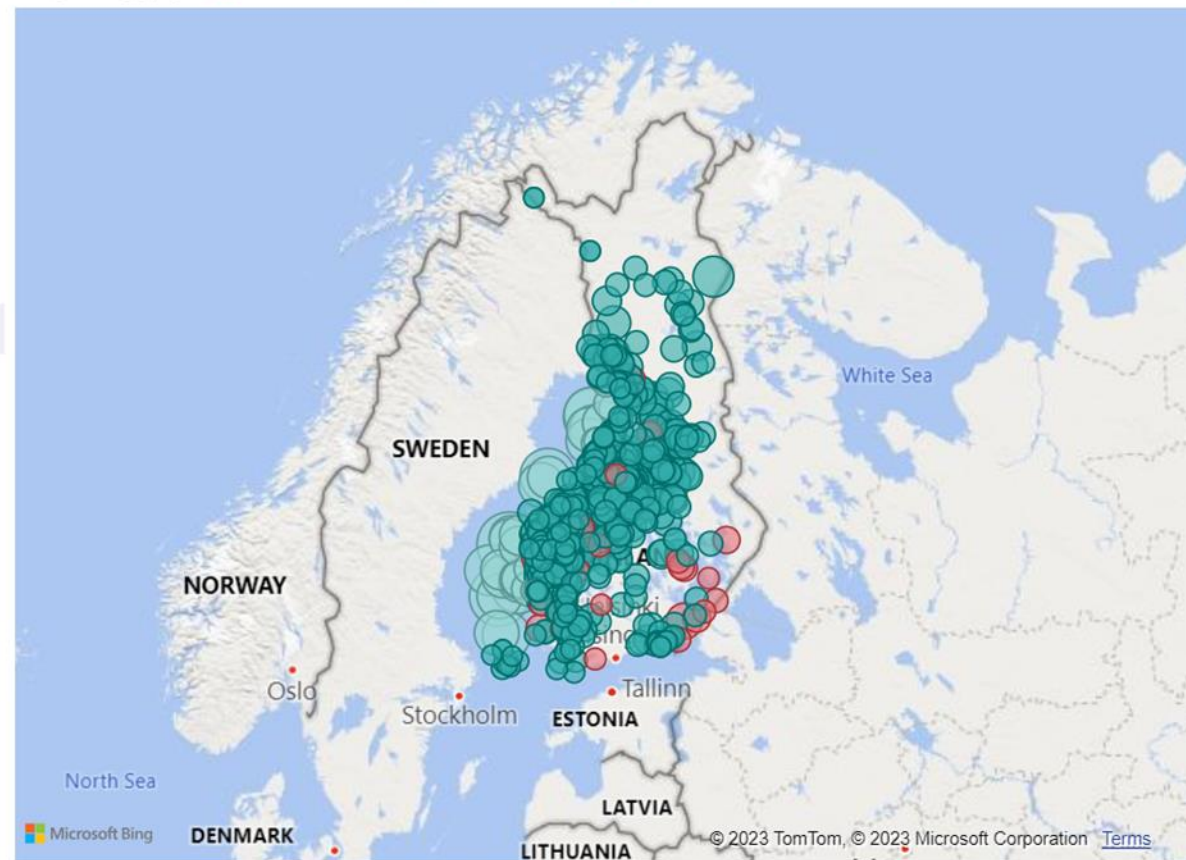 White Sea
SWEDEN
A
NORWAY
Oslo
Stockholm
Tallinn
ESTONIA
North Sea
LATVIA
Microsoft Bing
DENMARK
LITHUANIA
© 2023 TomTom, © 2023 Microsoft Corporation Terms